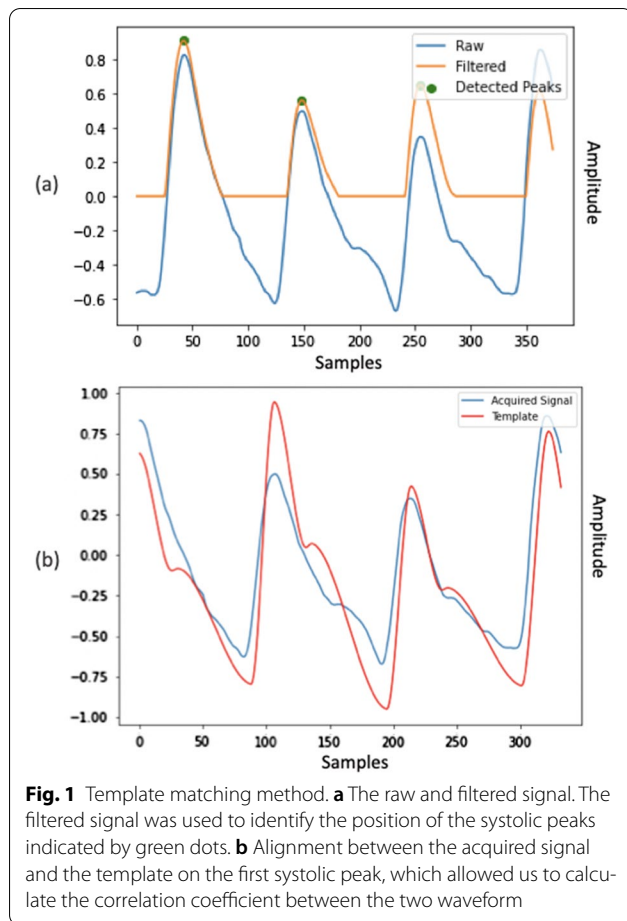 Raw
Filtered
Detected Peaks
0.8
0.6
0.4
0.2
0.0
−0.2
−0.4
−0.6
(a)
Amplitude
0 50 100 150 200 250 300 350
Samples
Acquired Signal
Template
1.00
0.75
0.50
0.25
0.00
−0.25
−0.50
−0.75
−1.00
(b)
Amplitude
0 50 100 150 200 250 300
Samples
Fig. 1 Template matching method. a The raw and filtered signal. The
filtered signal was used to identify the position of the systolic peaks
indicated by green dots. b Alignment between the acquired signal
and the template on the first systolic peak, which allowed us to calcu-
late the correlation coefficient between the two waveform